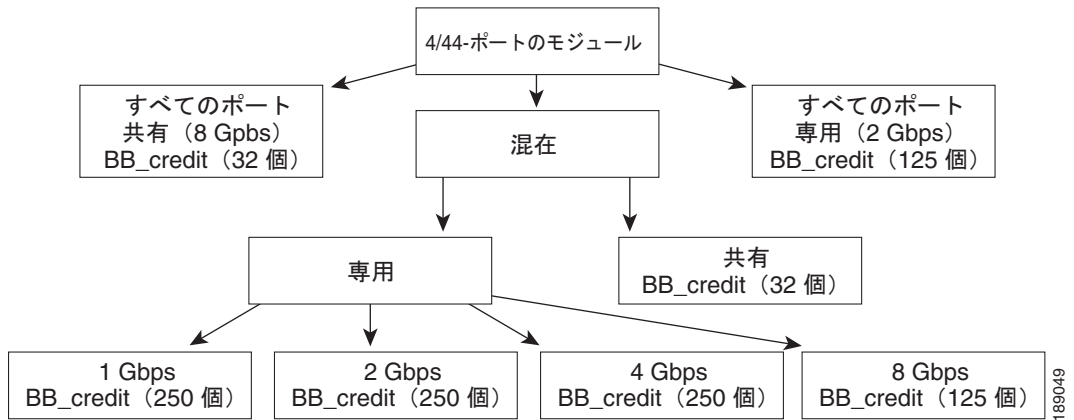 4/44-ポートのモジュール
すべてのポート
共有（8 Gpbs）
BB_credit（32 個）
混在
すべてのポート
専用（2 Gbps）
BB_credit（125 個）
専用
共有
BB_credit（32 個）
1 Gbps
BB_credit（250 個）
2 Gbps
BB_credit（250 個）
4 Gbps
BB_credit（250 個）
8 Gbps
BB_credit（125 個）
189049